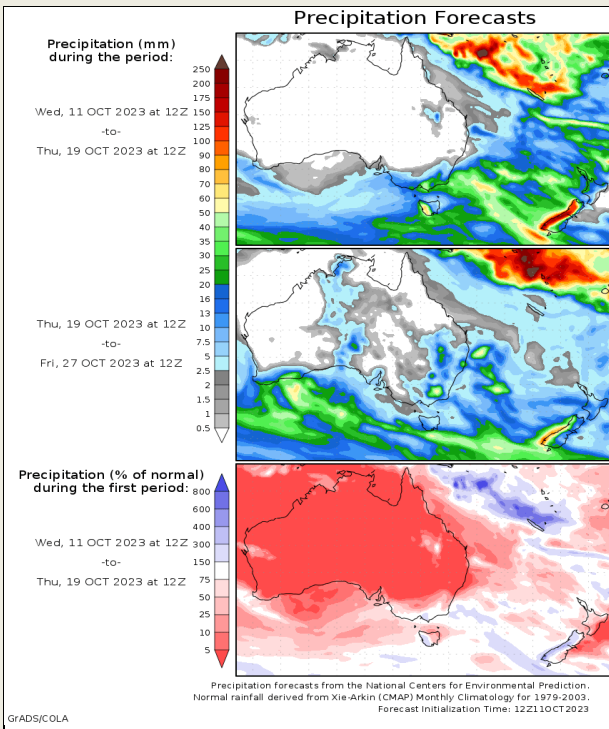 Precipitation Forecasts
Precipitation (mm)
during the period:
Wed, 11 OCT 2023 at 12Z
-to-
Thu, 19 OCT 2023 at 12Z
250
200
175
150
125
100
90
80
70
60
50
40
35
30
25
20
16
13
10
7.5
5
2.5
2
1.5
1
0.5
Thu, 19 OCT 2023 at 12Z
-to-
Fri, 27 OCT 2023 at 12Z
Precipitation (% of normal)
during the first period:
Wed, 11 OCT 2023 at 12Z
-to-
Thu, 19 OCT 2023 at 12Z
800
600
400
300
150
75
50
25
10
5
Precipitation forecasts from the National Centers for Environmental Prediction.
Normal rainfall derived from Xie-Arkin (CMAP) Monthly Climatology for 1979-2003.
Forecast Initialization Time: 12Z11OCT2023
GrADS/COLA